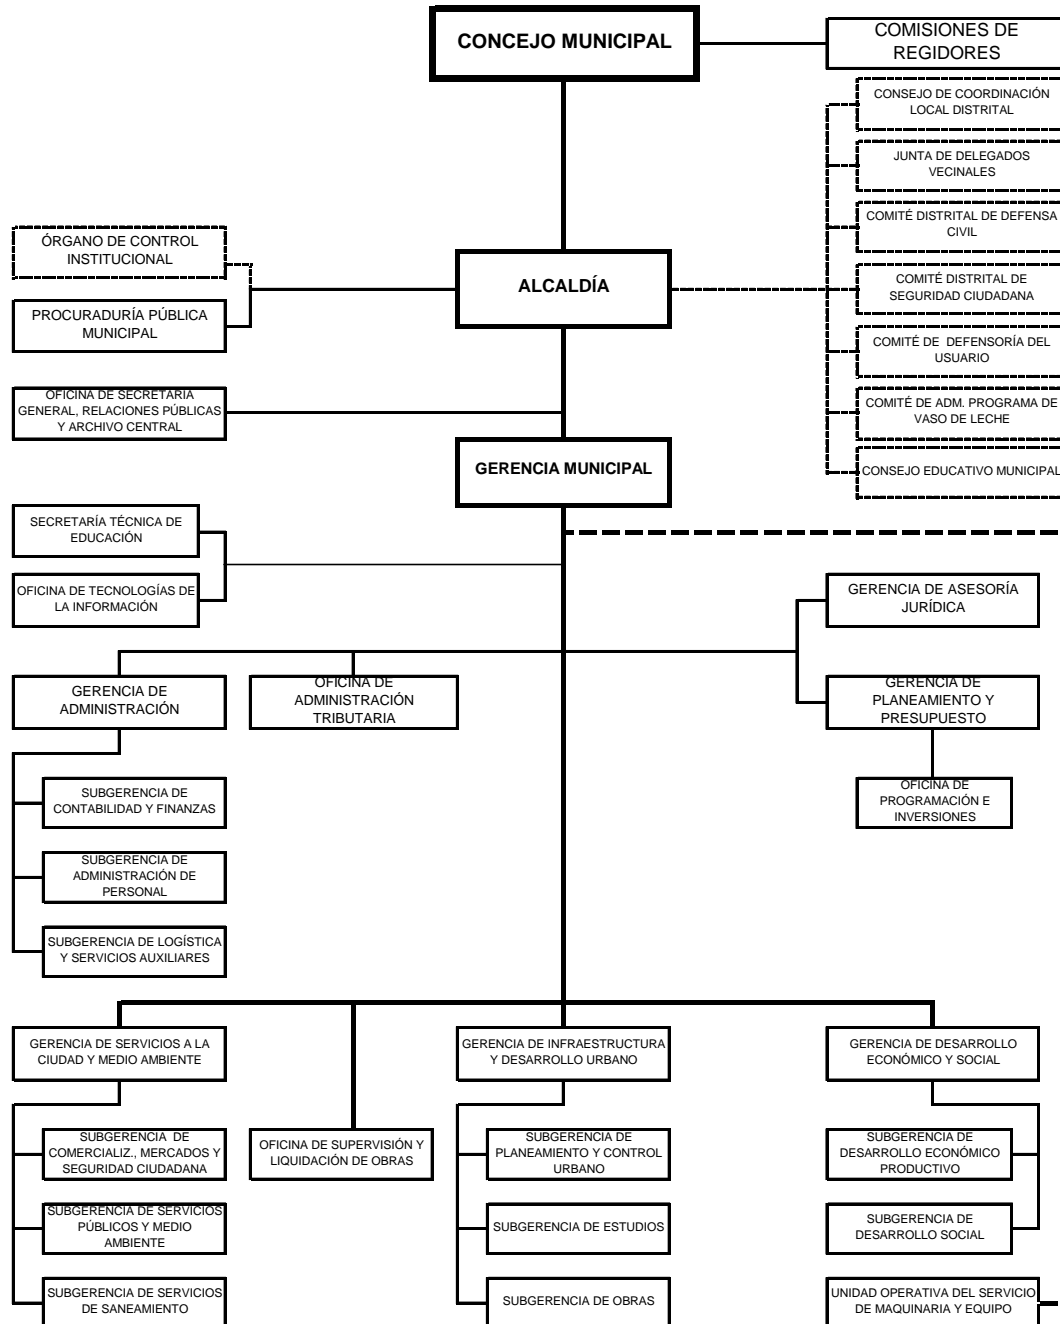 CONCEJO MUNICIPAL
COMISIONES DE
REGIDORES
CONSEJO DE COORDINACIÓN
LOCAL DISTRITAL
JUNTA DE DELEGADOS
VECINALES
COMITÉ DISTRITAL DE DEFENSA
CIVIL
ÓRGANO DE CONTROL
INSTITUCIONAL
ALCALDÍA
COMITÉ DISTRITAL DE
SEGURIDAD CIUDADANA
PROCURADURÍA PÚBLICA
MUNICIPAL
COMITÉ DE DEFENSORÍA DEL
USUARIO
OFICINA DE SECRETARIA
GENERAL, RELACIONES PÚBLICAS
Y ARCHIVO CENTRAL
COMITÉ DE ADM. PROGRAMA DE
VASO DE LECHE
GERENCIA MUNICIPAL
CONSEJO EDUCATIVO MUNICIPAL
SECRETARÍA TÉCNICA DE
EDUCACIÓN
OFICINA DE TECNOLOGÍAS DE
LA INFORMACIÓN
GERENCIA DE ASESORÍA
JURÍDICA
GERENCIA DE
ADMINISTRACIÓN
OFICINA DE
ADMINISTRACIÓN
TRIBUTARIA
GERENCIA DE
PLANEAMIENTO Y
PRESUPUESTO
SUBGERENCIA DE
CONTABILIDAD Y FINANZAS
OFICINA DE
PROGRAMACIÓN E
INVERSIONES
SUBGERENCIA DE
ADMINISTRACIÓN DE
PERSONAL
SUBGERENCIA DE LOGÍSTICA
Y SERVICIOS AUXILIARES
GERENCIA DE SERVICIOS A LA
CIUDAD Y MEDIO AMBIENTE
GERENCIA DE INFRAESTRUCTURA
Y DESARROLLO URBANO
GERENCIA DE DESARROLLO
ECONÓMICO Y SOCIAL
SUBGERENCIA DE
COMERCIALIZ., MERCADOS Y
SEGURIDAD CIUDADANA
OFICINA DE SUPERVISIÓN Y
LIQUIDACIÓN DE OBRAS
SUBGERENCIA DE
PLANEAMIENTO Y CONTROL
URBANO
SUBGERENCIA DE
DESARROLLO ECONÓMICO
PRODUCTIVO
SUBGERENCIA DE SERVICIOS
PÚBLICOS Y MEDIO
AMBIENTE
SUBGERENCIA DE ESTUDIOS
SUBGERENCIA DE
DESARROLLO SOCIAL
SUBGERENCIA DE SERVICIOS
DE SANEAMIENTO
SUBGERENCIA DE OBRAS
UNIDAD OPERATIVA DEL SERVICIO
DE MAQUINARIA Y EQUIPO